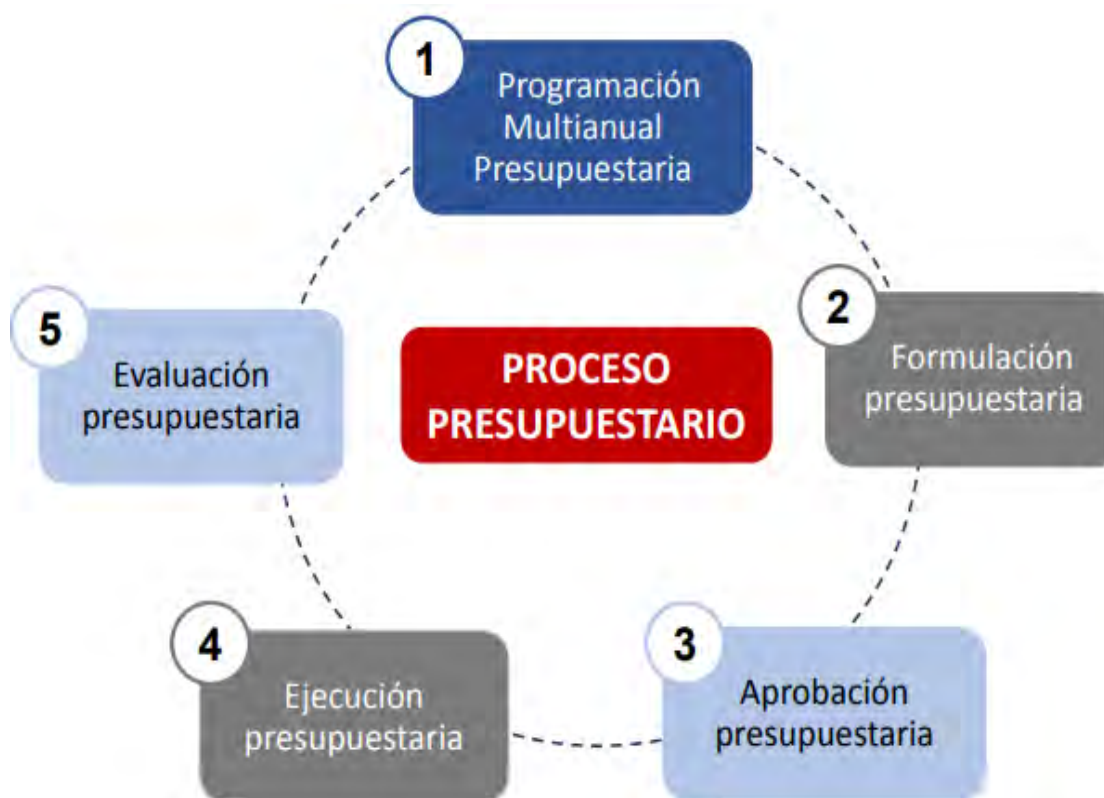 1
Programación
Multianual
Presupuestaria
2
Formulación
presupuestaria
3
Aprobación
presupuestaria
4
Ejecución
presupuestaria
5
Evaluación
presupuestaria
PROCESO
PRESUPUESTARIO